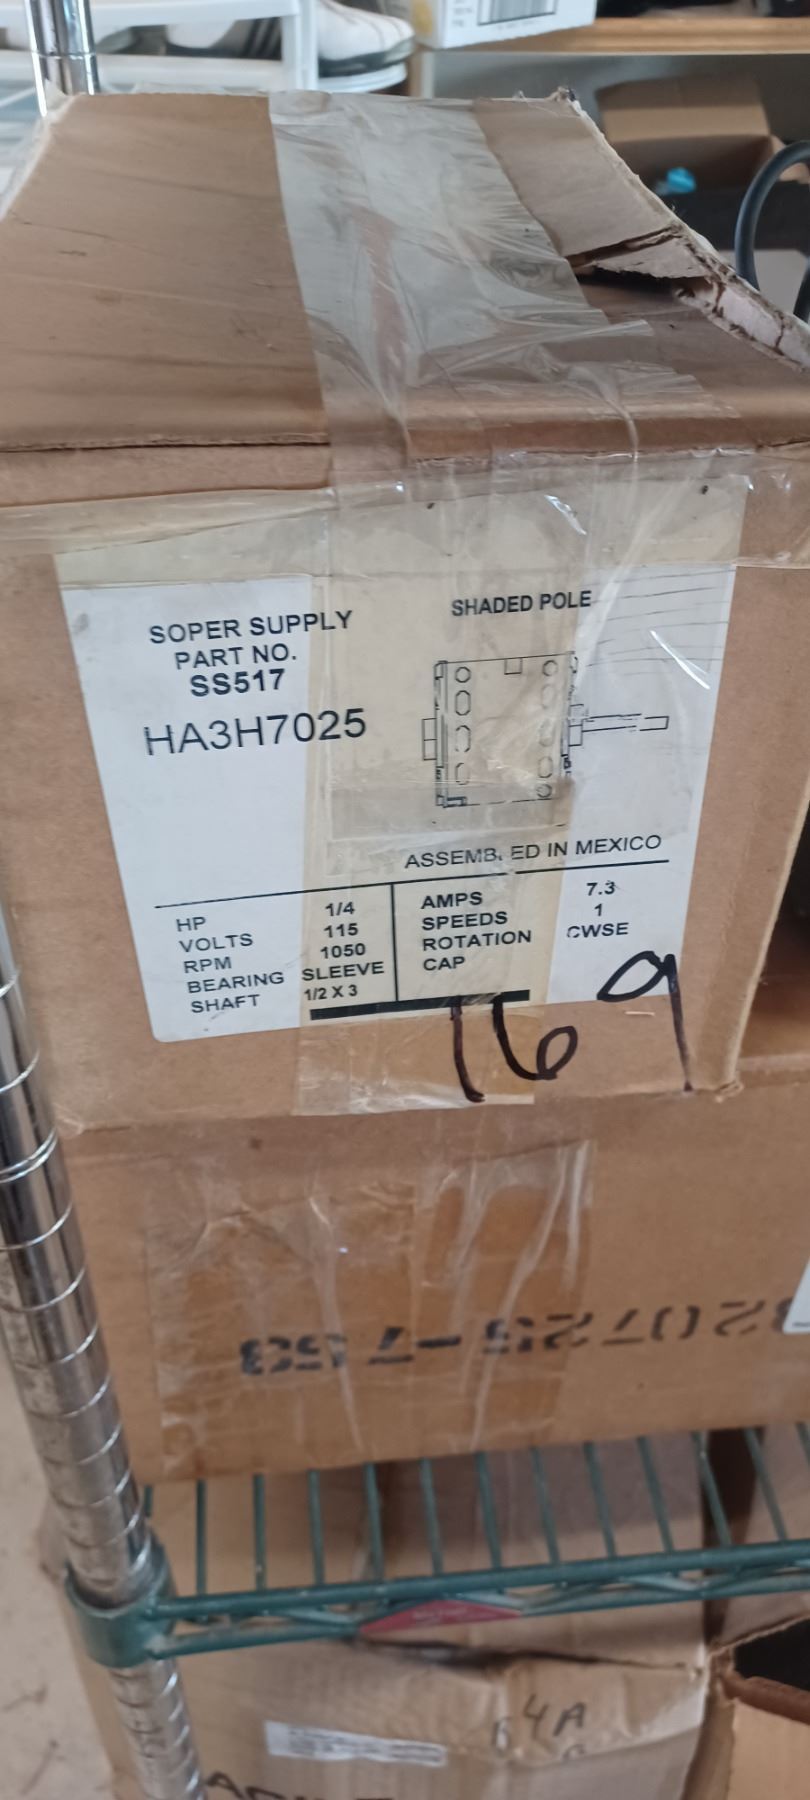 SOPER SUPPLY
PART NO.
SS517
HA3H7025
SHADED POLE
ASSEMBLED IN MEXICO
HP 1/4
VOLTS 115
RPM 1050
BEARING SLEEVE
SHAFT 1/2 X 3
AMPS 7.3
SPEEDS 1
ROTATION CWSE
CAP
169
4A